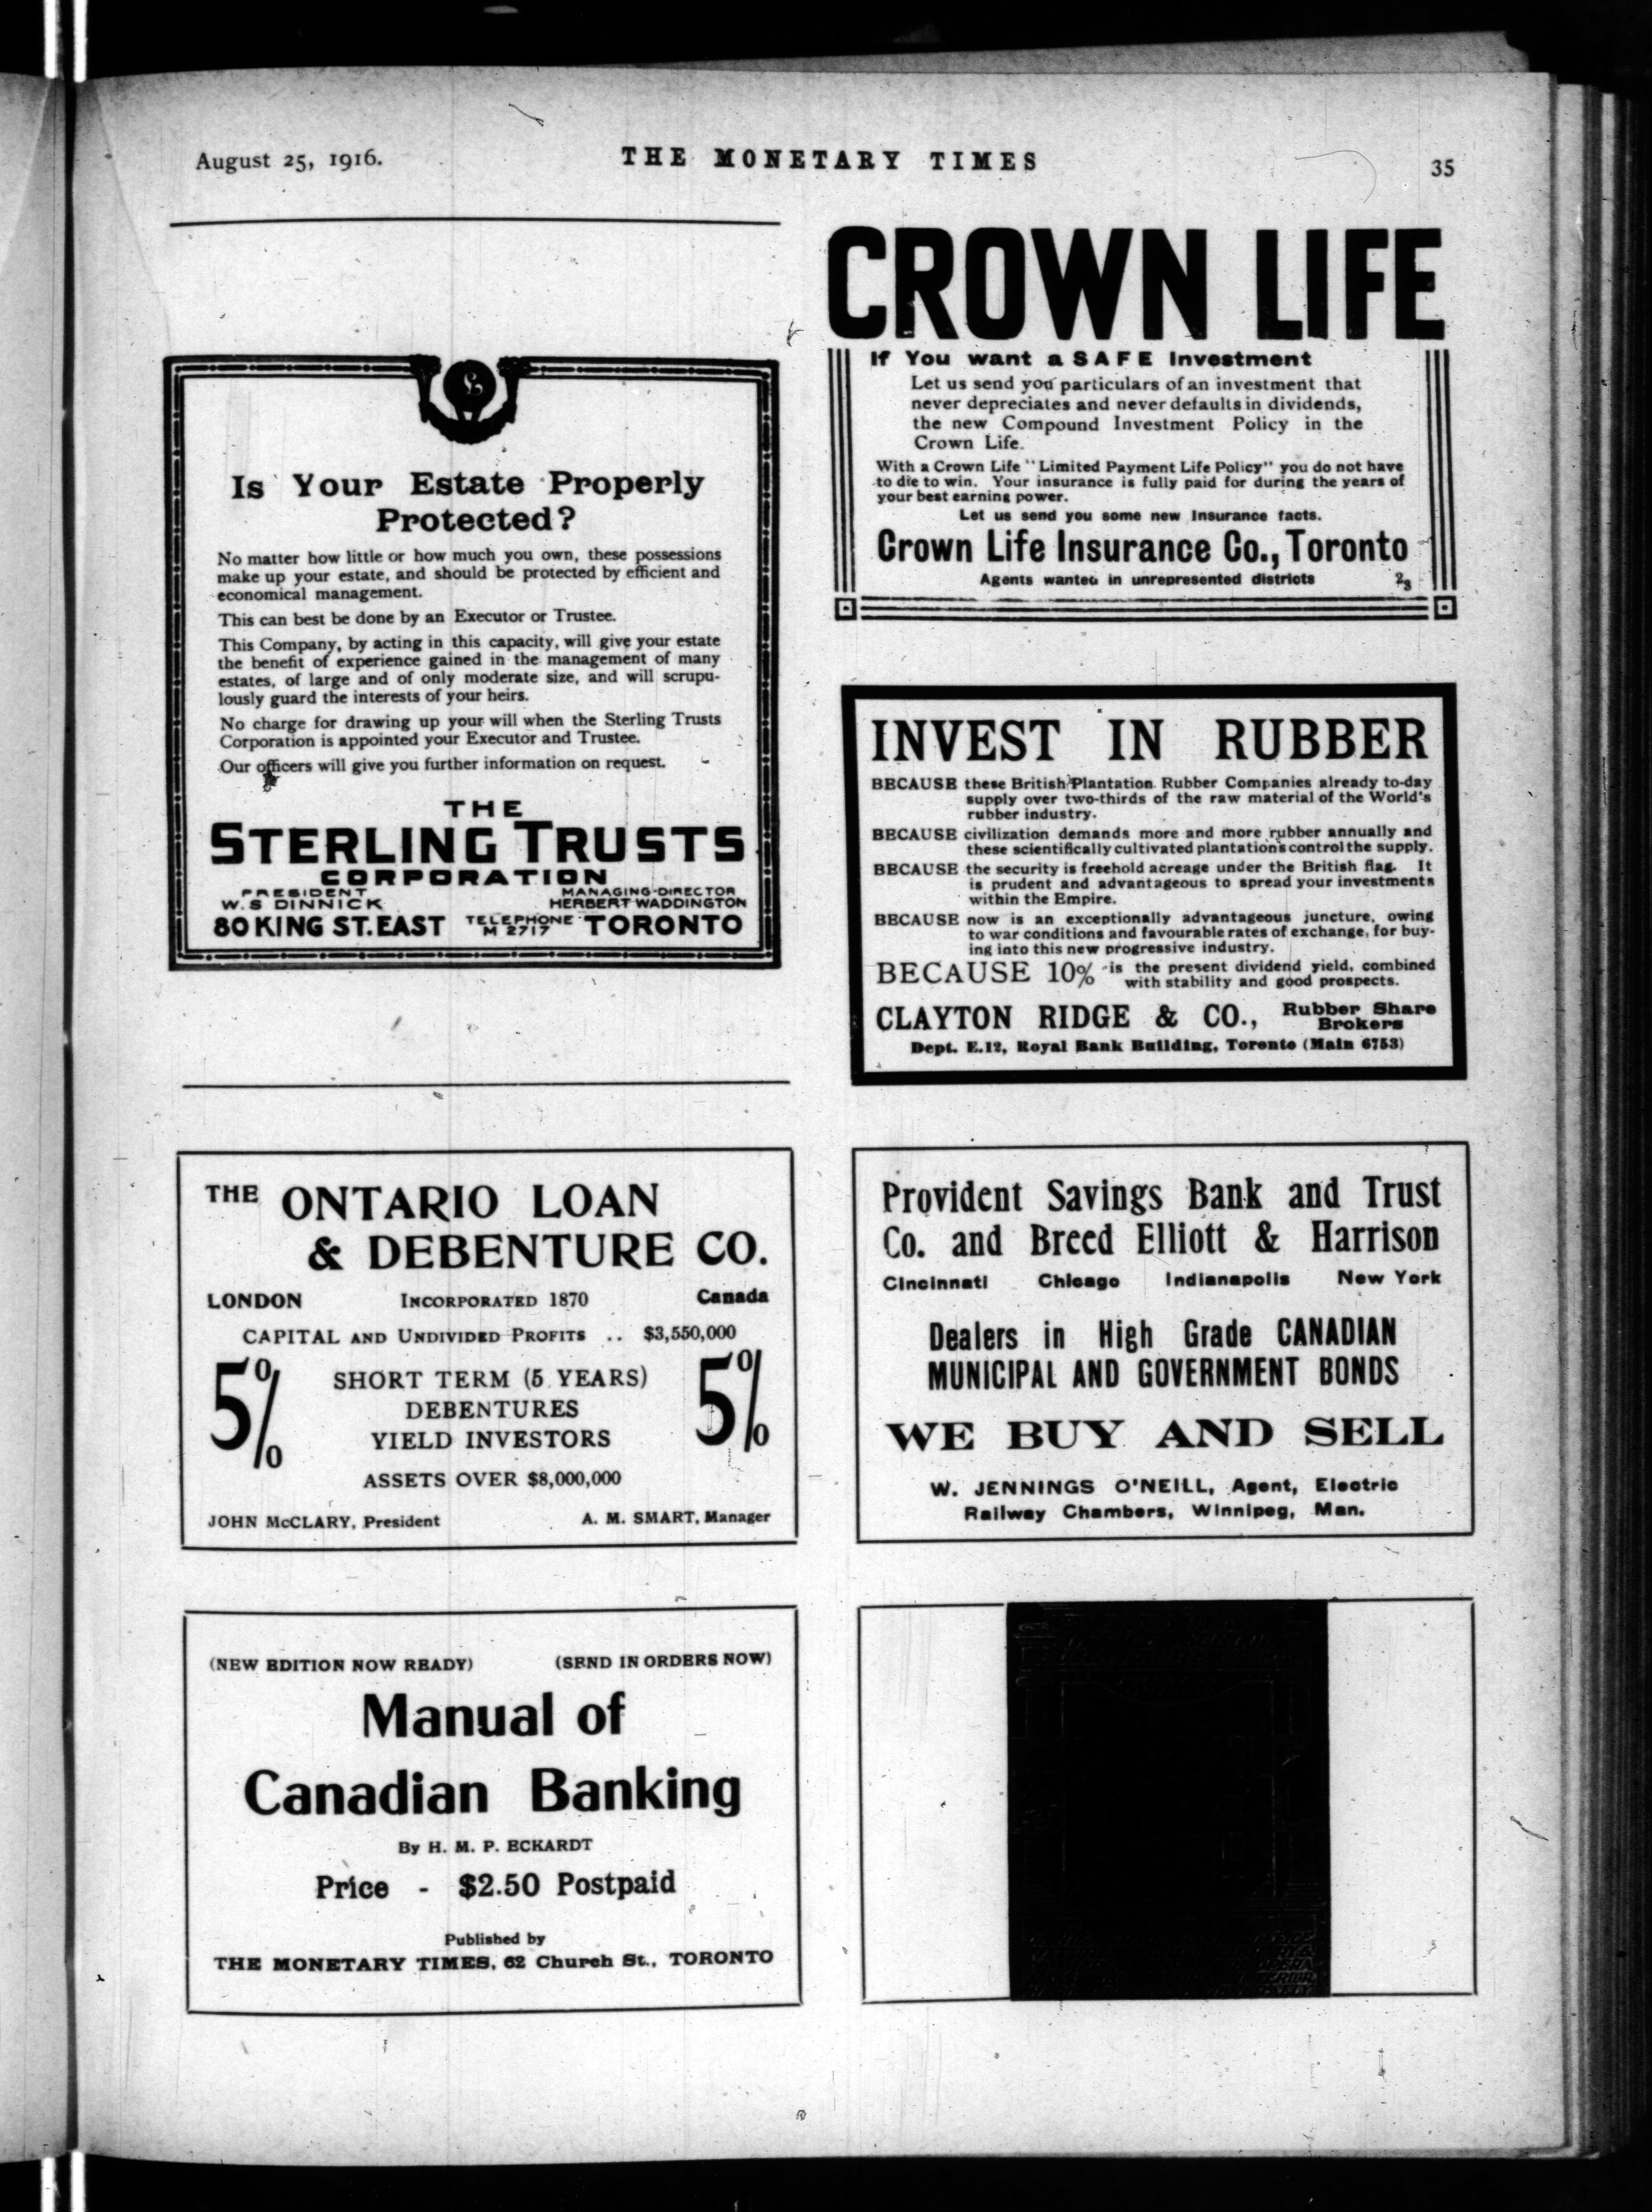 August 25, 1916.
THE MONETARY TIMES
35
Is Your Estate Properly
Protected?
No matter how little or how much you own, these possessions
make up your estate, and should be protected by efficient and
economical management.
This can best be done by an Executor or Trustee.
This Company, by acting in this capacity, will give your estate
the benefit of experience gained in the management of many
estates, of large and of only moderate size, and will scrupu-
lously guard the interests of your heirs.
No charge for drawing up your will when the Sterling Trusts
Corporation is appointed your Executor and Trustee.
Our officers will give you further information on request.
THE
STERLING TRUSTS
CORPORATION
PRESIDENT
W. S DINNICK
MANAGING-DIRECTOR
HERBERT WADDINGTON
80 KING ST. EAST
TELEPHONE
M 2717
TORONTO
THE ONTARIO LOAN
& DEBENTURE CO.
LONDON INCORPORATED 1870 Canada
CAPITAL AND UNDIVIDED PROFITS .. $3,550,000
5%
SHORT TERM (5 YEARS)
DEBENTURES
YIELD INVESTORS
5%
ASSETS OVER $8,000,000
JOHN McCLARY, President A. M. SMART, Manager
(NEW EDITION NOW READY) (SEND IN ORDERS NOW)
Manual of
Canadian Banking
By H. M. P. ECKARDT
Price - $2.50 Postpaid
Published by
THE MONETARY TIMES, 62 Church St., TORONTO
CROWN LIFE
If You want a SAFE Investment
Let us send you particulars of an investment that
never depreciates and never defaults in dividends,
the new Compound Investment Policy in the
Crown Life.
With a Crown Life "Limited Payment Life Policy" you do not have
to die to win. Your insurance is fully paid for during the years of
your best earning power.
Let us send you some new Insurance facts.
Crown Life Insurance Co., Toronto
Agents wanted in unrepresented districts
INVEST IN RUBBER
BECAUSE these British Plantation Rubber Companies already to-day
supply over two-thirds of the raw material of the World's
rubber industry.
BECAUSE civilization demands more and more rubber annually and
these scientifically cultivated plantations control the supply.
BECAUSE the security is freehold acreage under the British flag. It
is prudent and advantageous to spread your investments
within the Empire.
BECAUSE now is an exceptionally advantageous juncture, owing
to war conditions and favourable rates of exchange, for buy-
ing into this new progressive industry.
BECAUSE 10% is the present dividend yield, combined
with stability and good prospects.
CLAYTON RIDGE & CO., Rubber Share
Brokers
Dept. E.12, Royal Bank Building, Toronto (Main 6753)
Provident Savings Bank and Trust
Co. and Breed Elliott & Harrison
Cincinnati Chicago Indianapolis New York
Dealers in High Grade CANADIAN
MUNICIPAL AND GOVERNMENT BONDS
WE BUY AND SELL
W. JENNINGS O'NEILL, Agent, Electric
Railway Chambers, Winnipeg, Man.